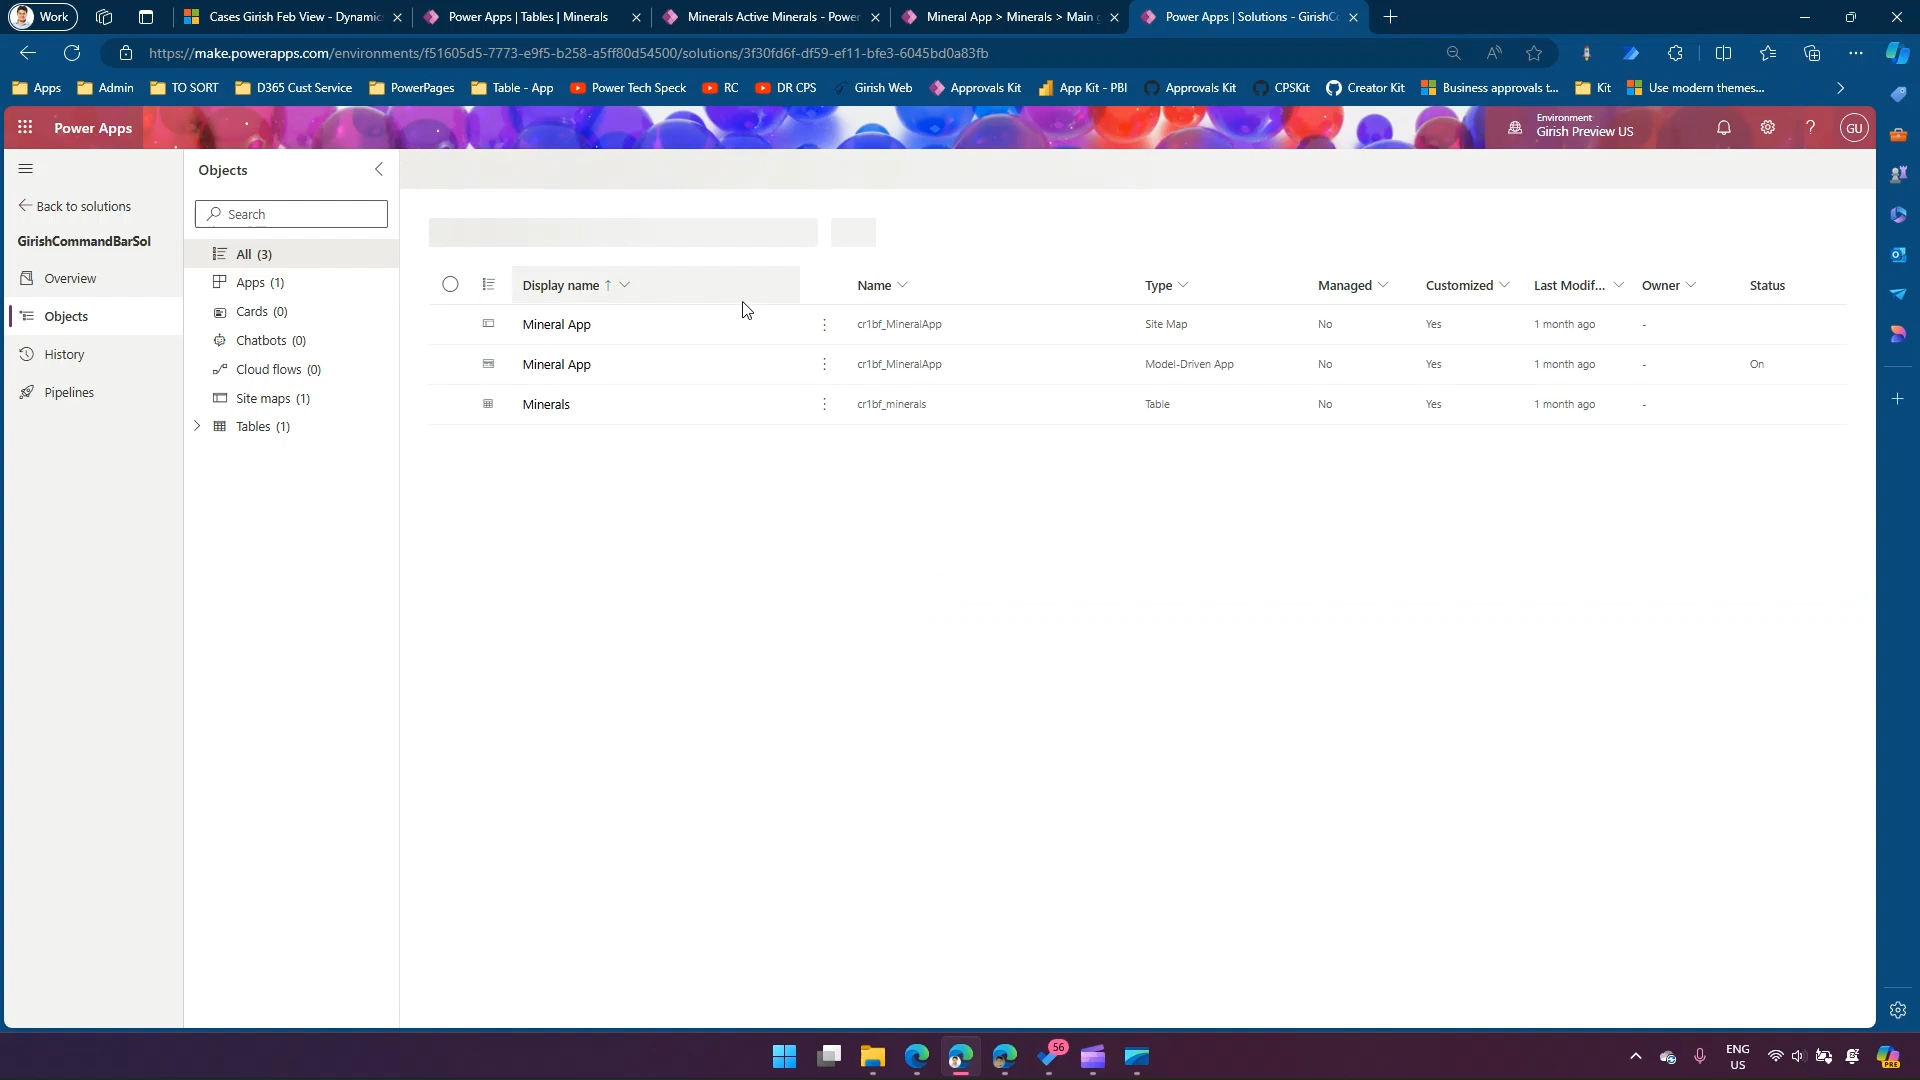 Work
Cases Girish Feb View - Dynamic
Power Apps | Tables | Minerals
Minerals Active Minerals - Power
Mineral App > Minerals > Main
Power Apps | Solutions - GirishC
https://make.powerapps.com/environments/f51605d5-7773-e9f5-b258-a5ff80d54500/solutions/3f30fd6f-df59-ef11-bfe3-6045bd0a83fb
Apps
Admin
TO SORT
D365 Cust Service
PowerPages
Table - App
Power Tech Speck
RC
DR CPS
Girish Web
Approvals Kit
App Kit - PBI
Approvals Kit
CPSKit
Creator Kit
Business approvals t...
Kit
Use modern themes...
Power Apps
Environment
Girish Preview US
GU
Back to solutions
GirishCommandBarSol
Overview
Objects
History
Pipelines
Objects
Search
All (3)
Apps (1)
Cards (0)
Chatbots (0)
Cloud flows (0)
Site maps (1)
Tables (1)
Display name ↑ Name Type Managed Customized Last Modif... Owner Status
Mineral App cr1bf_MineralApp Site Map No Yes 1 month ago -
Mineral App cr1bf_MineralApp Model-Driven App No Yes 1 month ago - On
Minerals cr1bf_minerals Table No Yes 1 month ago -
56
ENG
US
PRE